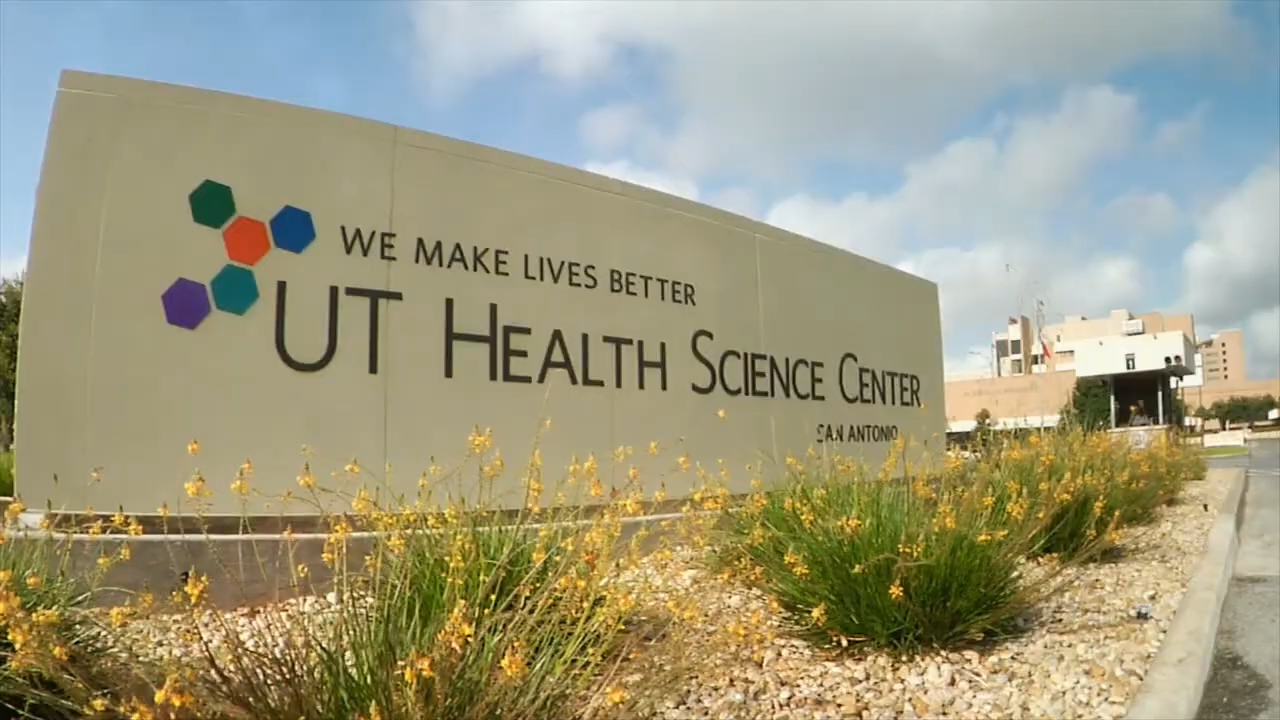 WE MAKE LIVES BETTER
UT HEALTH SCIENCE CENTER
SAN ANTONIO